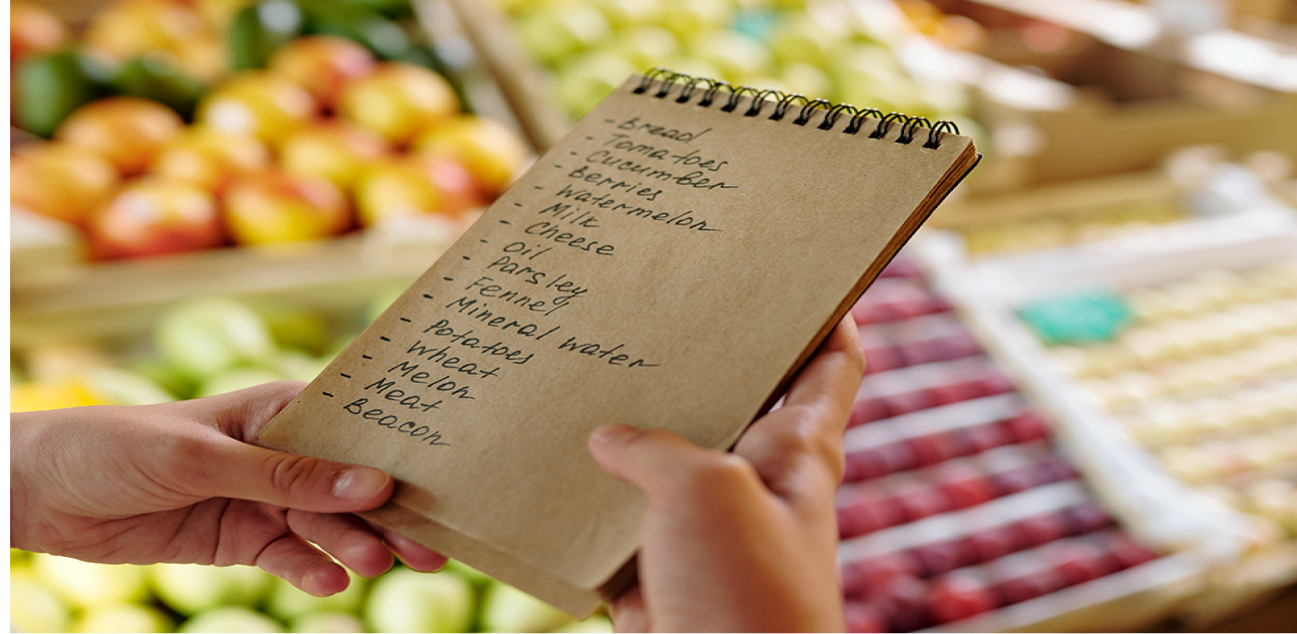 - Bread
- Tomatoes
- Cucumber
- Berries
- Watermelon
- Milk
- Cheese
- Oil
- Parsley
- Fennel
- Mineral water
- Potatoes
- Wheat
- Melon
- Meat
- Beacon